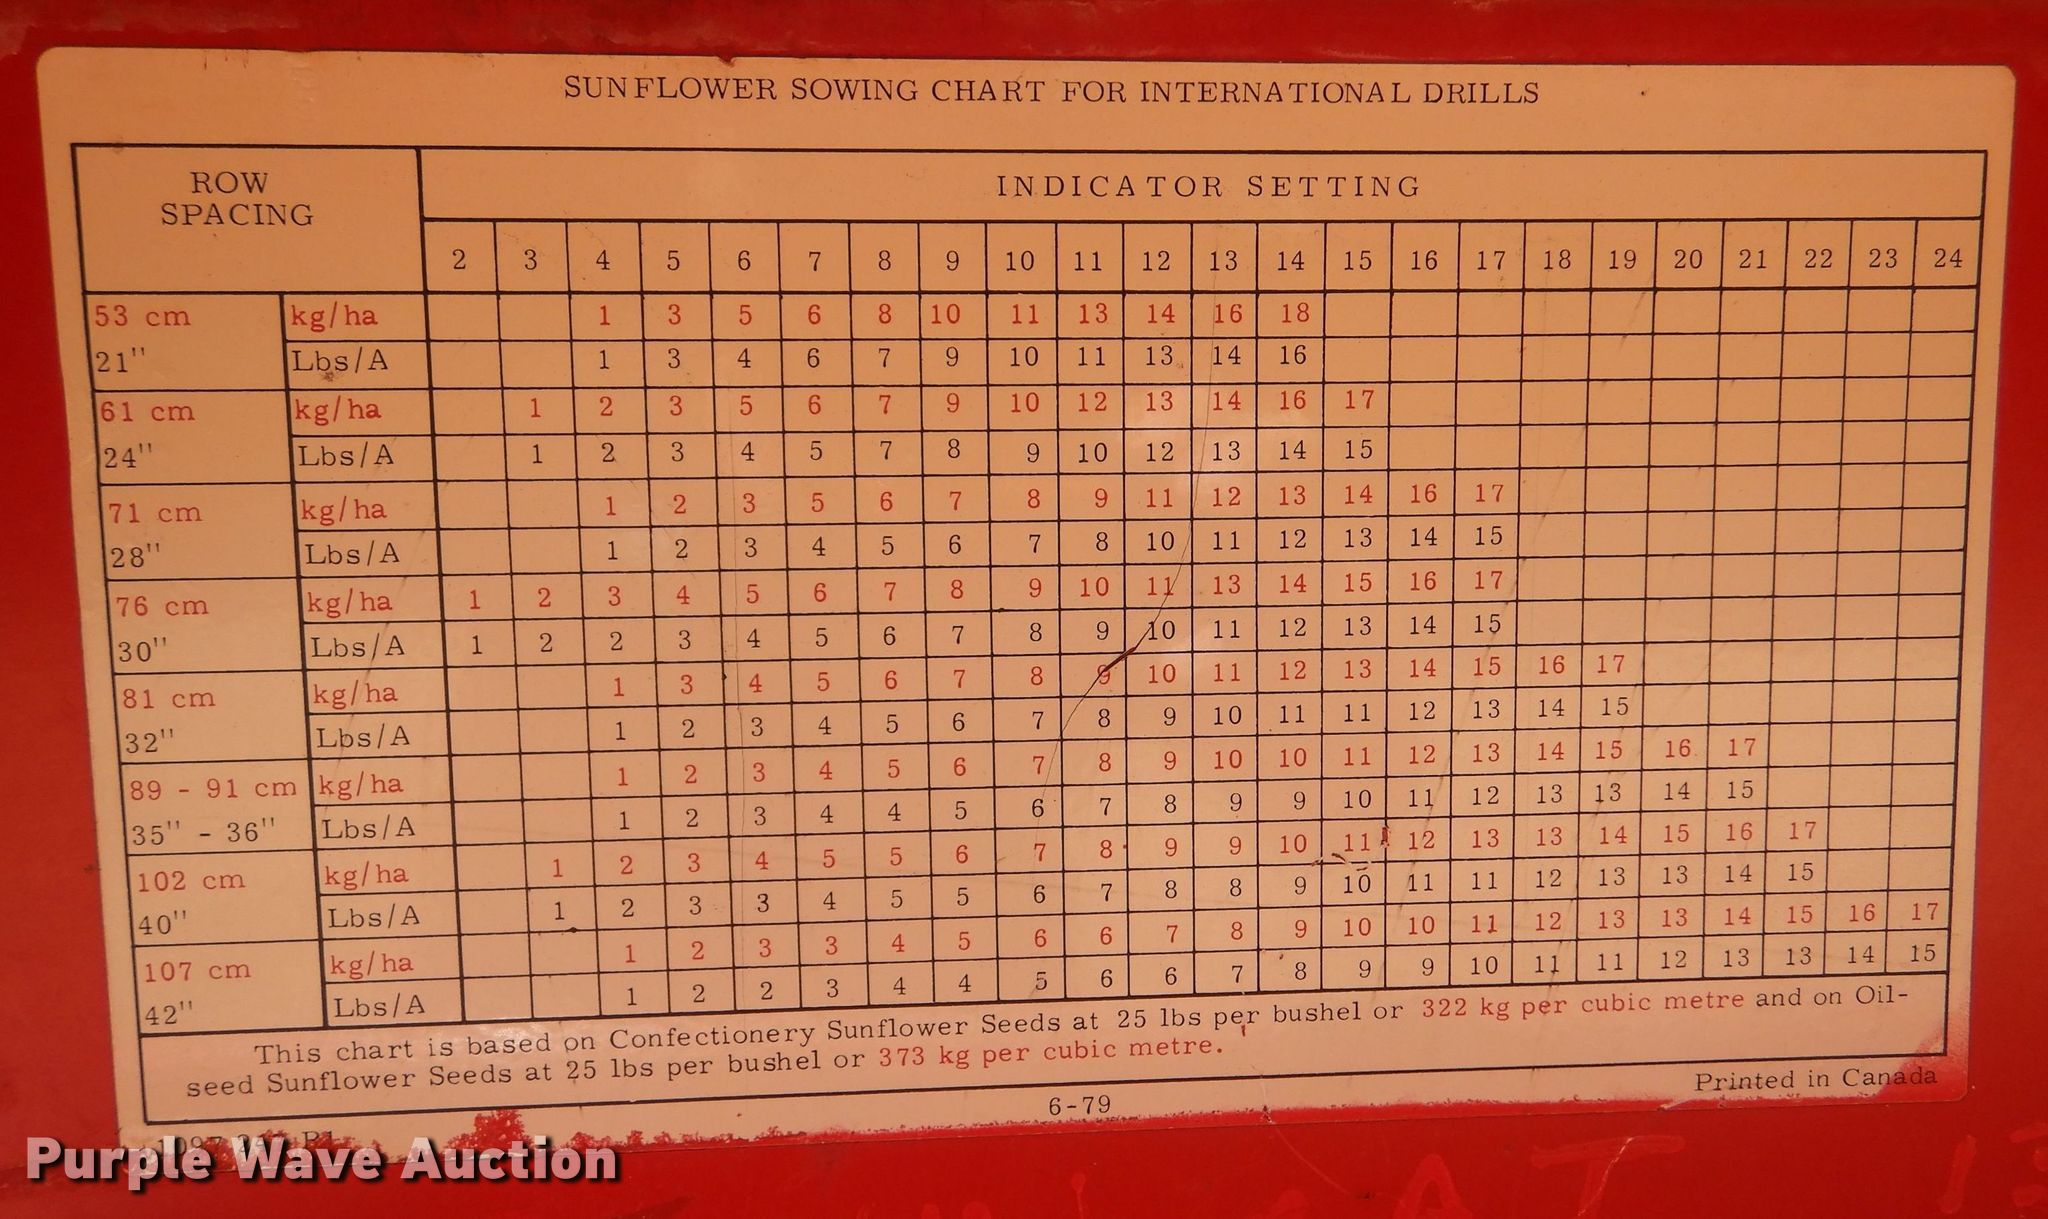 SUNFLOWER SOWING CHART FOR INTERNATIONAL DRILLS
ROW SPACING INDICATOR SETTING
2 3 4 5 6 7 8 9 10 11 12 13 14 15 16 17 18 19 20 21 22 23 24
53 cm kg/ha 1 3 5 6 8 10 11 13 14 16 18
21" Lbs/A 1 3 4 6 7 9 10 11 13 14 16
61 cm kg/ha 1 2 3 5 6 7 9 10 12 13 14 16 17
24" Lbs/A 1 2 3 4 5 7 8 9 10 12 13 14 15
71 cm kg/ha 1 2 3 5 6 7 8 9 11 12 13 14 16 17
28" Lbs/A 1 2 3 4 5 6 7 8 10 11 12 13 14 15
76 cm kg/ha 1 2 3 4 5 6 7 8 9 10 11 13 14 15 16 17
30" Lbs/A 1 2 2 3 4 5 6 7 8 9 10 11 12 13 14 15
81 cm kg/ha 1 3 4 5 6 7 8 9 10 11 12 13 14 15 16 17
32" Lbs/A 1 2 3 4 5 6 7 8 9 10 11 11 12 13 14 15
89 - 91 cm kg/ha 1 2 3 4 5 6 7 8 9 10 10 11 12 13 14 15 16 17
35" - 36" Lbs/A 1 2 3 4 4 5 6 7 8 9 9 10 11 12 13 13 14 15
102 cm kg/ha 1 2 3 4 5 5 6 7 8 9 9 10 11 12 13 13 14 15 16 17
40" Lbs/A 1 2 3 3 4 5 5 6 7 8 8 9 10 11 11 12 13 13 14 15
107 cm kg/ha 1 2 3 3 4 5 6 6 7 8 9 10 10 11 12 13 13 14 15 16 17
42" Lbs/A 1 2 2 3 4 4 5 6 6 7 8 9 9 10 11 11 12 13 13 14 15
This chart is based on Confectionery Sunflower Seeds at 25 lbs per bushel or 322 kg per cubic metre and on Oil-
seed Sunflower Seeds at 25 lbs per bushel or 373 kg per cubic metre.
6-79
Printed in Canada
Purple Wave Auction